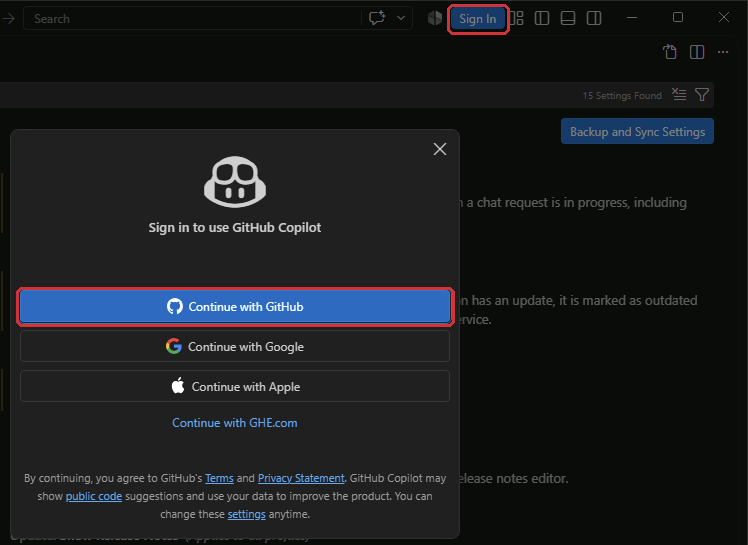 Search
Sign In
15 Settings Found
Backup and Sync Settings
a chat request is in progress, including
Sign in to use GitHub Copilot
Continue with GitHub
on has an update, it is marked as outdated
ervice.
Continue with Google
Continue with Apple
Continue with GHE.com
By continuing, you agree to GitHub's Terms and Privacy Statement. GitHub Copilot may
elease notes editor.
show public code suggestions and use your data to improve the product. You can
change these settings anytime.